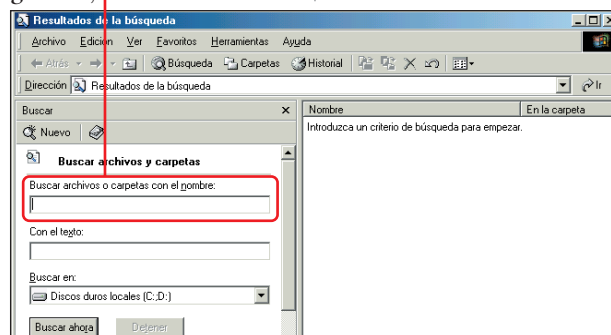 Resultados de la búsqueda
Archivo Edición Ver Favoritos Herramientas Ayuda
Atrás Búsqueda Carpetas Historial
Dirección Resultados de la búsqueda Ir
Buscar
Nombre En la carpeta
Nuevo
Introduzca un criterio de búsqueda para empezar.
Buscar archivos y carpetas
Buscar archivos o carpetas con el nombre:
Con el texto:
Buscar en:
Discos duros locales (C:;D:)
Buscar ahora Detener